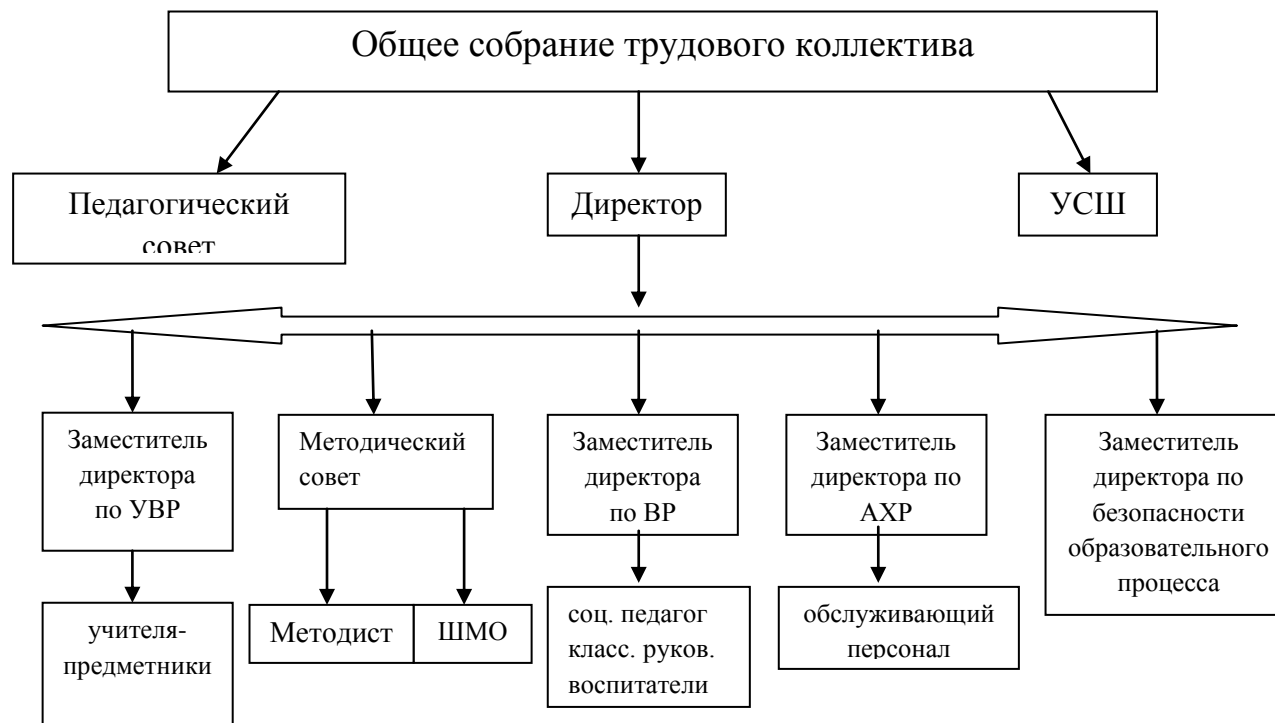 Общее собрание трудового коллектива
Педагогический
совет
Директор
УСШ
Заместитель
директора
по УВР
Методический
совет
Заместитель
директора
по ВР
Заместитель
директора по
АХР
Заместитель
директора по
безопасности
образовательного
процесса
учителя-
предметники
Методист
ШМО
соц. педагог
класс. руков.
воспитатели
обслуживающий
персонал